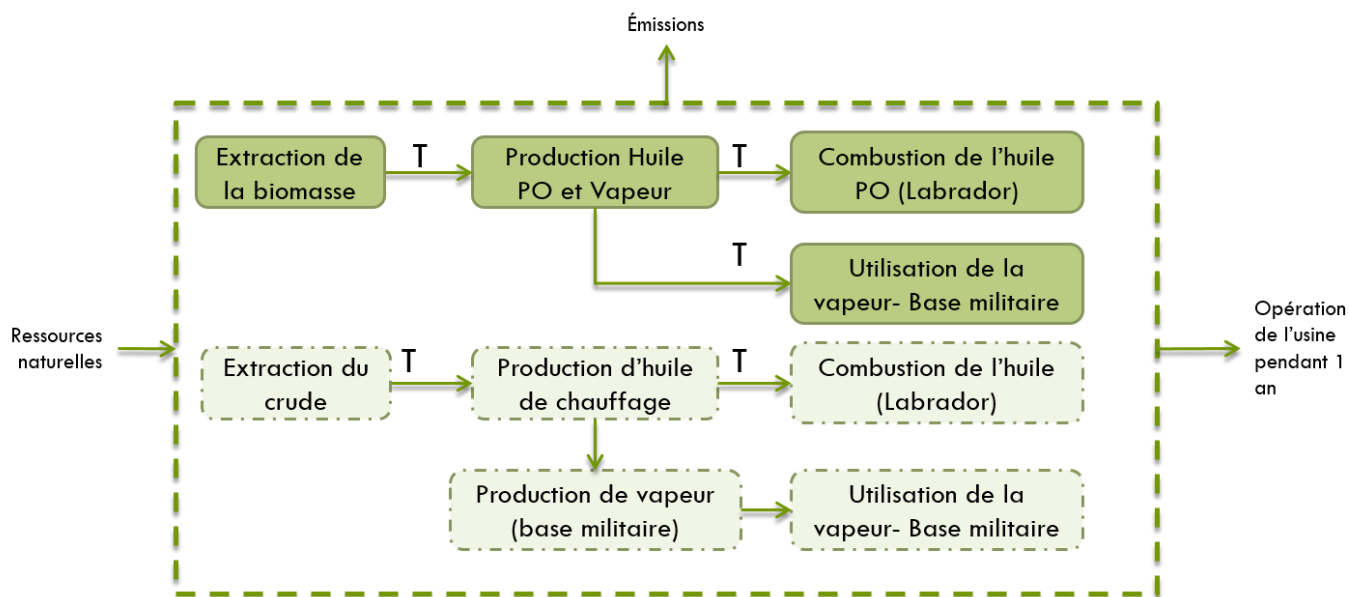 Émissions
Extraction de
la biomasse
T
Production Huile
PO et Vapeur
T
Combustion de l'huile
PO (Labrador)
T
Utilisation de la
vapeur- Base militaire
Ressources
naturelles
Opération
de l'usine
pendant 1
an
Extraction du
crude
T
Production d'huile
de chauffage
T
Combustion de l'huile
(Labrador)
Production de vapeur
(base militaire)
Utilisation de la
vapeur- Base militaire